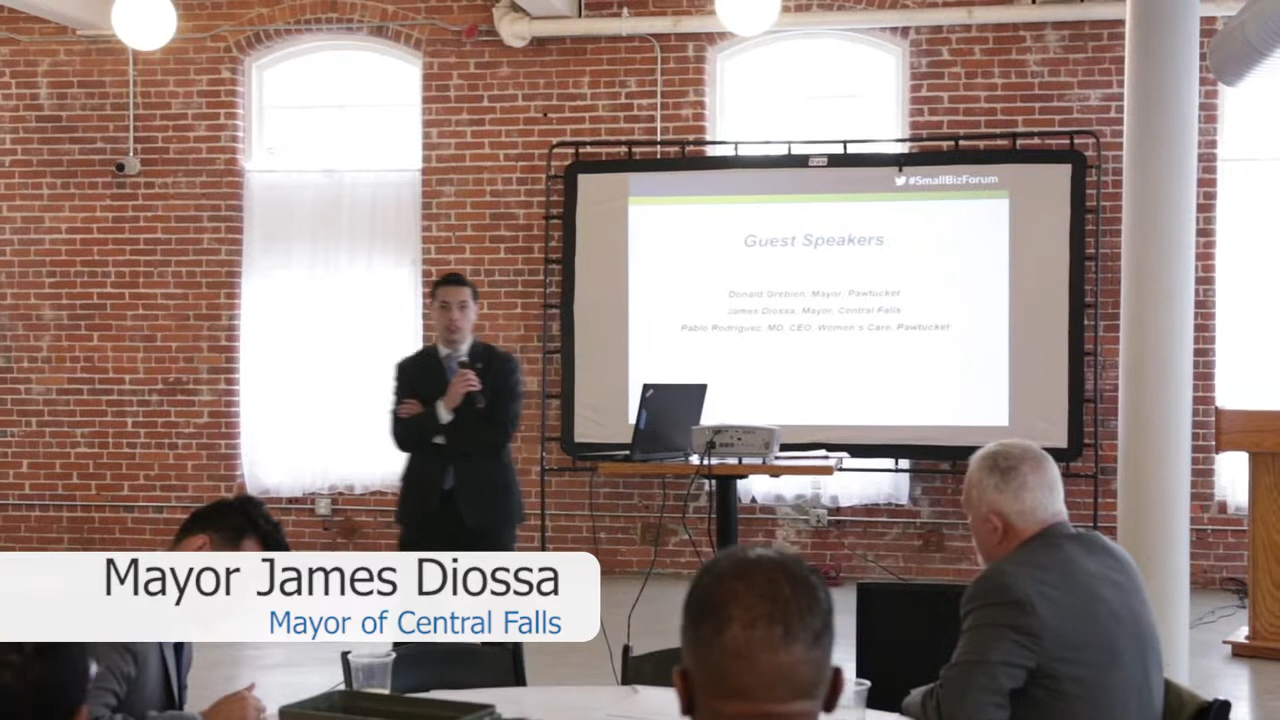 #SmallBizForum
Guest Speakers
Donald Grebien, Mayor, Pawtucket
James Diossa, Mayor, Central Falls
Pablo Rodriguez, MD, CEO, Women's Care, Pawtucket
Mayor James Diossa
Mayor of Central Falls